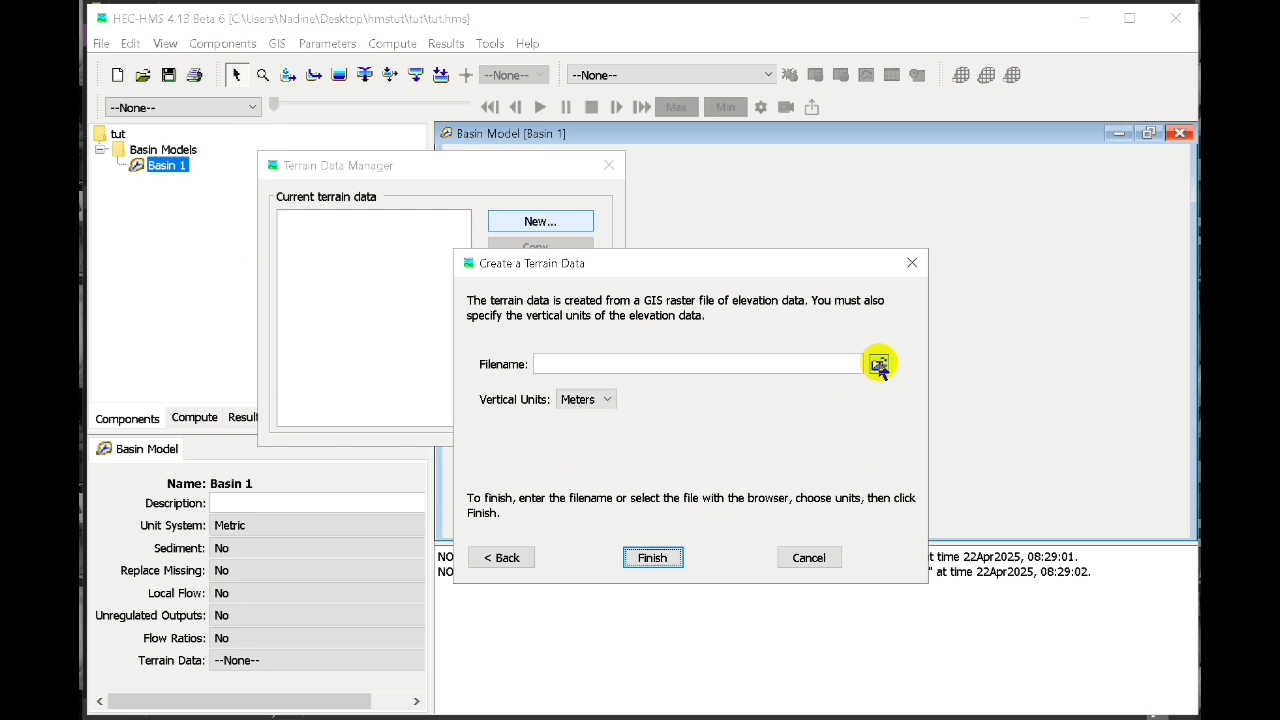 HEC-HMS 4.13 Beta 6 [C:\Users\Nadine\Desktop\hmstut\tut\tut.hms]
File Edit View Components GIS Parameters Compute Results Tools Help
--None-- --None--
--None-- Max Min
tut
Basin Models
Basin 1
Basin Model [Basin 1]
Terrain Data Manager
Current terrain data
New...
Copy...
Create a Terrain Data
The terrain data is created from a GIS raster file of elevation data. You must also
specify the vertical units of the elevation data.
Filename:
Vertical Units: Meters
To finish, enter the filename or select the file with the browser, choose units, then click
Finish.
< Back Finish Cancel
Components Compute Result
Basin Model
Name: Basin 1
Description:
Unit System: Metric
Sediment: No
Replace Missing: No
Local Flow: No
Unregulated Outputs: No
Flow Ratios: No
Terrain Data: --None--
NO t time 22Apr2025, 08:29:01.
NO " at time 22Apr2025, 08:29:02.